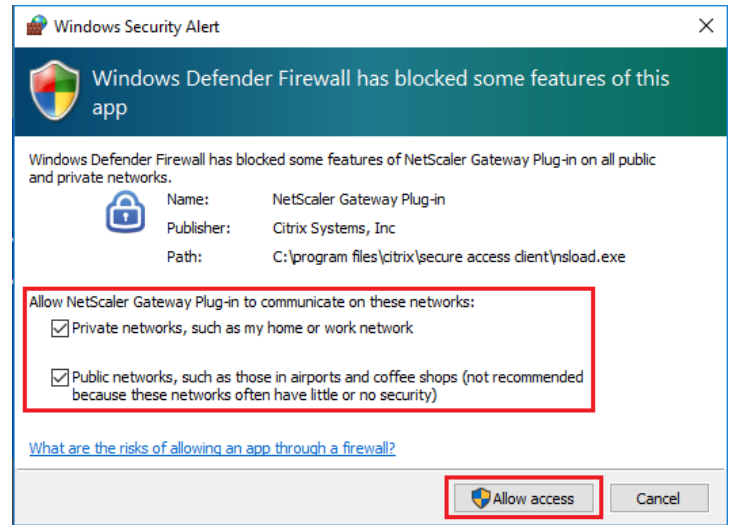 Windows Security Alert
Windows Defender Firewall has blocked some features of this
app
Windows Defender Firewall has blocked some features of NetScaler Gateway Plug-in on all public
and private networks.
Name: NetScaler Gateway Plug-in
Publisher: Citrix Systems, Inc
Path: C:\program files\citrix\secure access client\nsload.exe
Allow NetScaler Gateway Plug-in to communicate on these networks:
Private networks, such as my home or work network
Public networks, such as those in airports and coffee shops (not recommended
because these networks often have little or no security)
What are the risks of allowing an app through a firewall?
Allow access Cancel